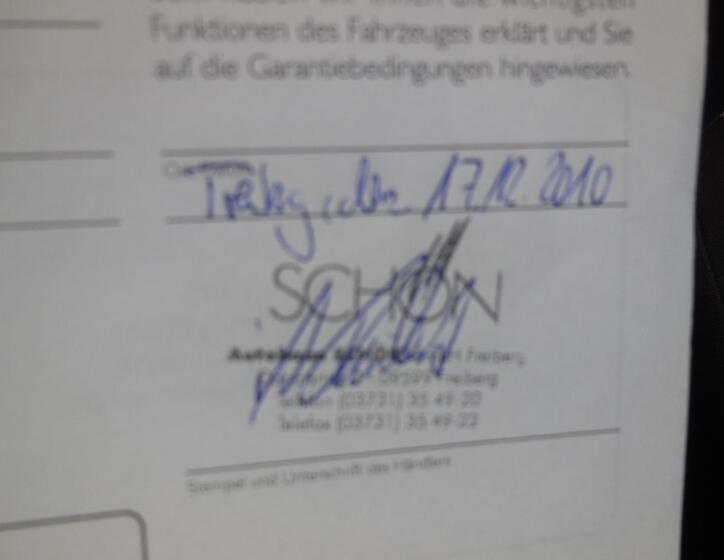 Funktionen des Fahrzeuges erklärt und Sie
auf die Garantiebedingungen hingewiesen.
den 17.12.2010
SCHÖN
Autohaus SCHÖN Freiberg
Freiberg
Telefon (03731) 35 49-20
Telefax (03731) 35 49-22
Stempel und Unterschrift des Händlers